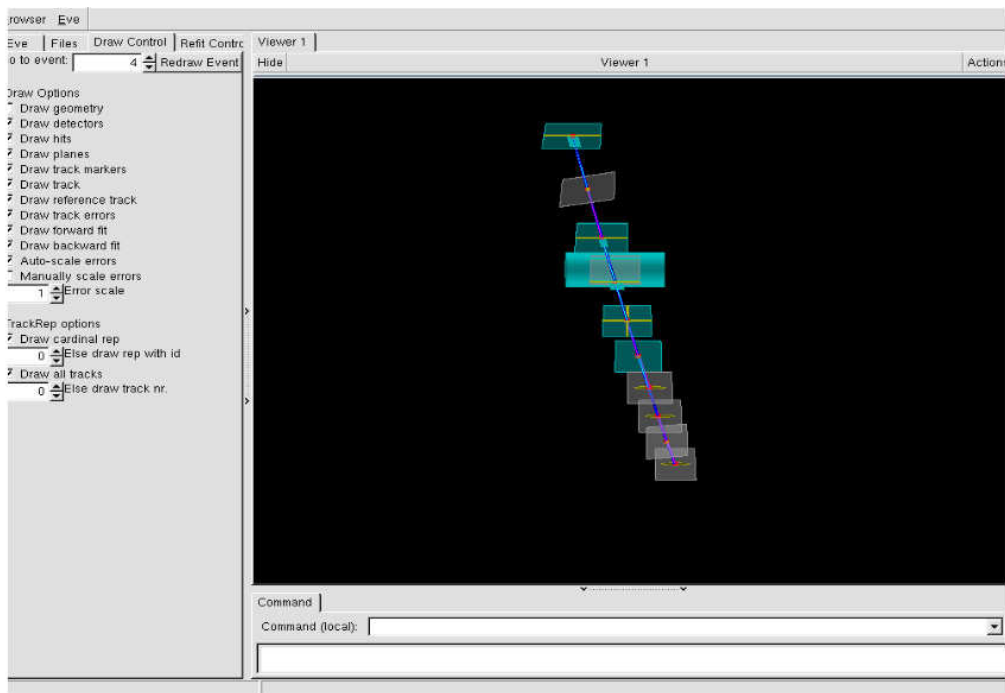 rowser Eve
Eve Files Draw Control Refit Contro Viewer 1
o to event: 4 Redraw Event Hide Viewer 1 Actions
Draw Options
Draw geometry
Draw detectors
Draw hits
Draw planes
Draw track markers
Draw track
Draw reference track
Draw track errors
Draw forward fit
Draw backward fit
Auto-scale errors
Manually scale errors
1 Error scale
TrackRep options
Draw cardinal rep
0 Else draw rep with id
Draw all tracks
0 Else draw track nr.
Command
Command (local):